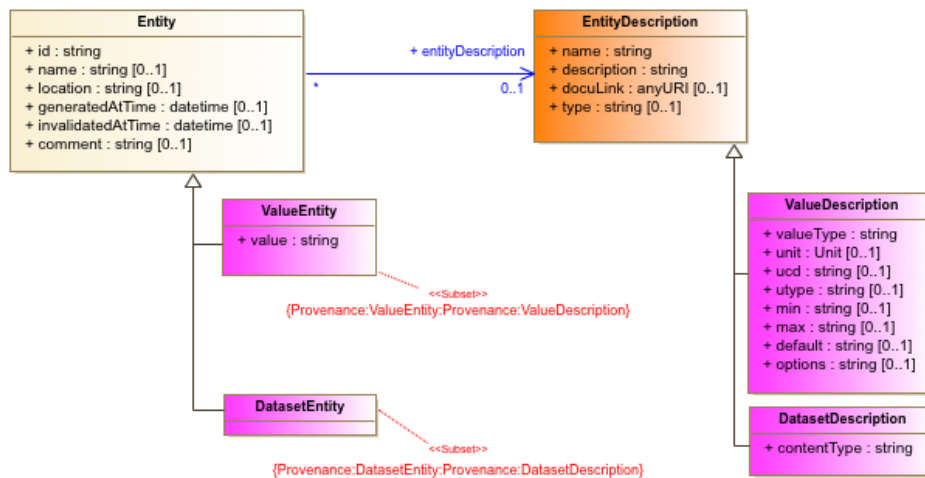 Entity
+ id : string
+ name : string [0..1]
+ location : string [0..1]
+ generatedAtTime : datetime [0..1]
+ invalidatedAtTime : datetime [0..1]
+ comment : string [0..1]
+ entityDescription
*
0..1
EntityDescription
+ name : string
+ description : string
+ docuLink : anyURI [0..1]
+ type : string [0..1]
ValueEntity
+ value : string
<<Subset>>
{Provenance:ValueEntity:Provenance:ValueDescription}
ValueDescription
+ valueType : string
+ unit : Unit [0..1]
+ ucd : string [0..1]
+ utype : string [0..1]
+ min : string [0..1]
+ max : string [0..1]
+ default : string [0..1]
+ options : string [0..1]
DatasetEntity
<<Subset>>
{Provenance:DatasetEntity:Provenance:DatasetDescription}
DatasetDescription
+ contentType : string